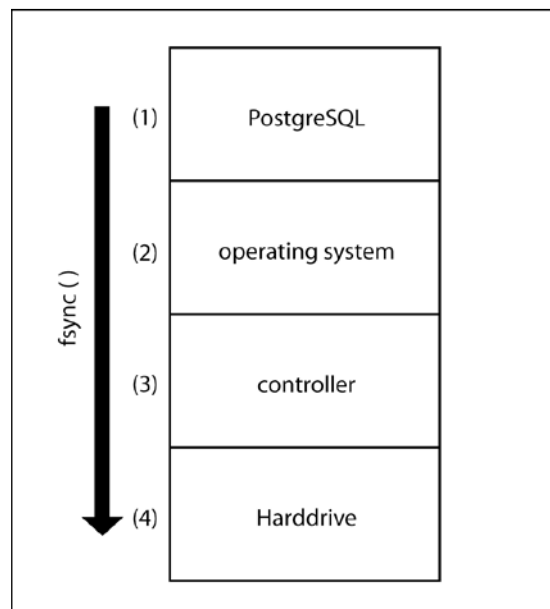 (1) PostgreSQL
(2) operating system
fsync ( )
(3) controller
(4) Harddrive